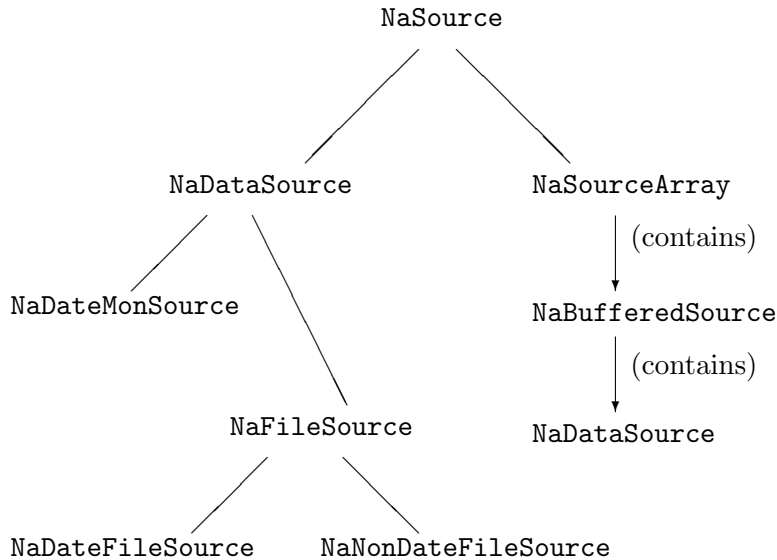 NaSource
NaDataSource
NaSourceArray
(contains)
NaDateMonSource
NaBufferedSource
(contains)
NaFileSource
NaDataSource
NaDateFileSource
NaNonDateFileSource